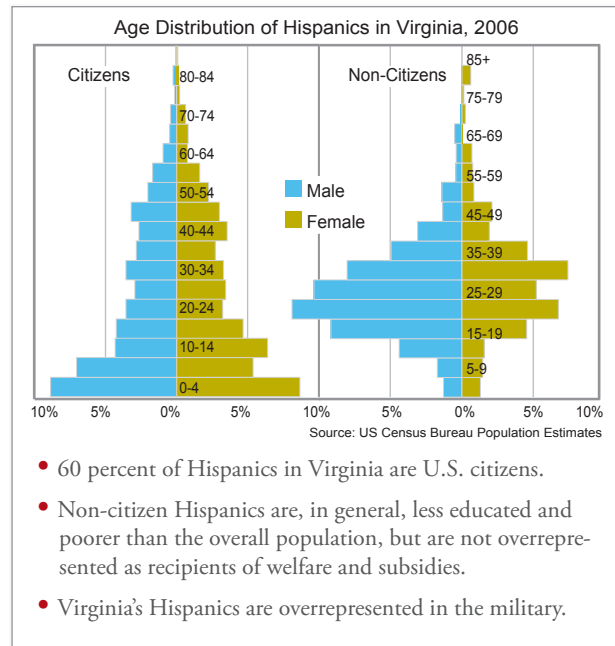 Age Distribution of Hispanics in Virginia, 2006
Citizens
Non-Citizens
80-84
70-74
60-64
50-54
40-44
30-34
20-24
10-14
0-4
Male
Female
85+
75-79
65-69
55-59
45-49
35-39
25-29
15-19
5-9
10% 5% 0% 5% 10% 5% 0% 5% 10%
Source: US Census Bureau Population Estimates
• 60 percent of Hispanics in Virginia are U.S. citizens.
• Non-citizen Hispanics are, in general, less educated and
poorer than the overall population, but are not overrepre-
sented as recipients of welfare and subsidies.
• Virginia’s Hispanics are overrepresented in the military.